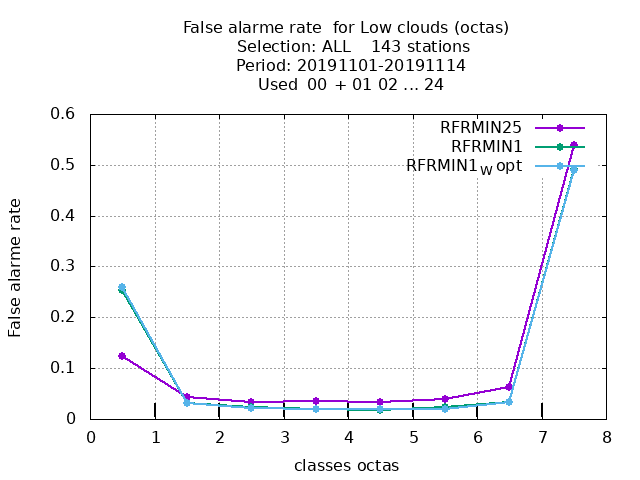 False alarme rate  for Low clouds (octas)
Selection: ALL    143 stations
Period: 20191101-20191114
Used  00  + 01 02 ... 24
RFRMIN25
RFRMIN1
RFRMIN1W opt
False alarme rate
0.6
0.5
0.4
0.3
0.2
0.1
0
0 1 2 3 4 5 6 7 8
classes octas